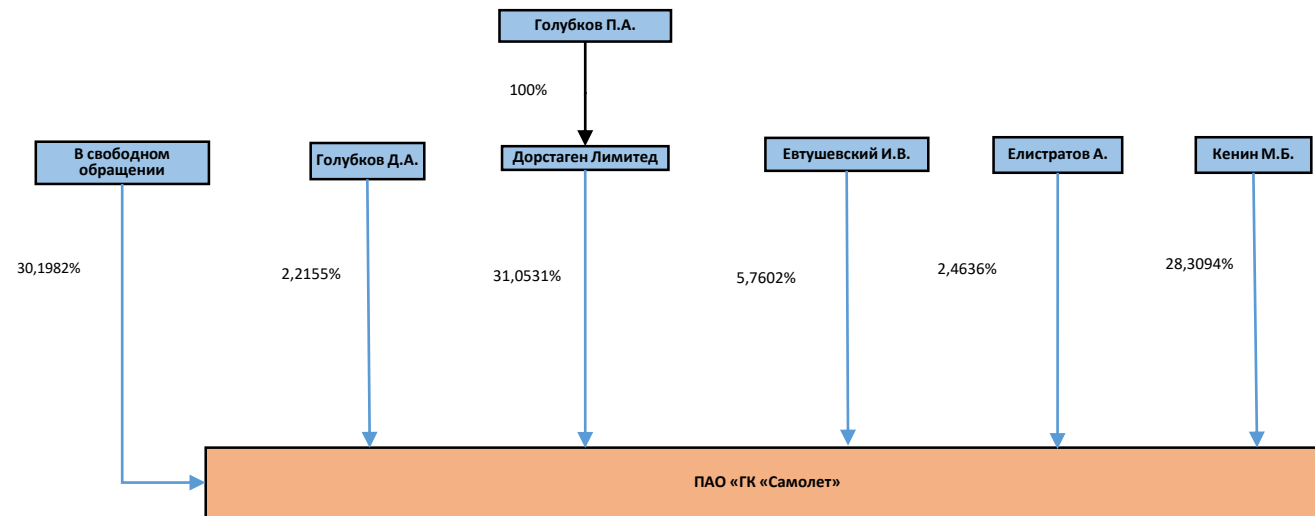 Голубков П.А.
100%
В свободном
обращении
Голубков Д.А.
Дорстаген Лимитед
Евтушевский И.В.
Елистратов А.
Кенин М.Б.
30,1982%
2,2155%
31,0531%
5,7602%
2,4636%
28,3094%
ПАО «ГК «Самолет»